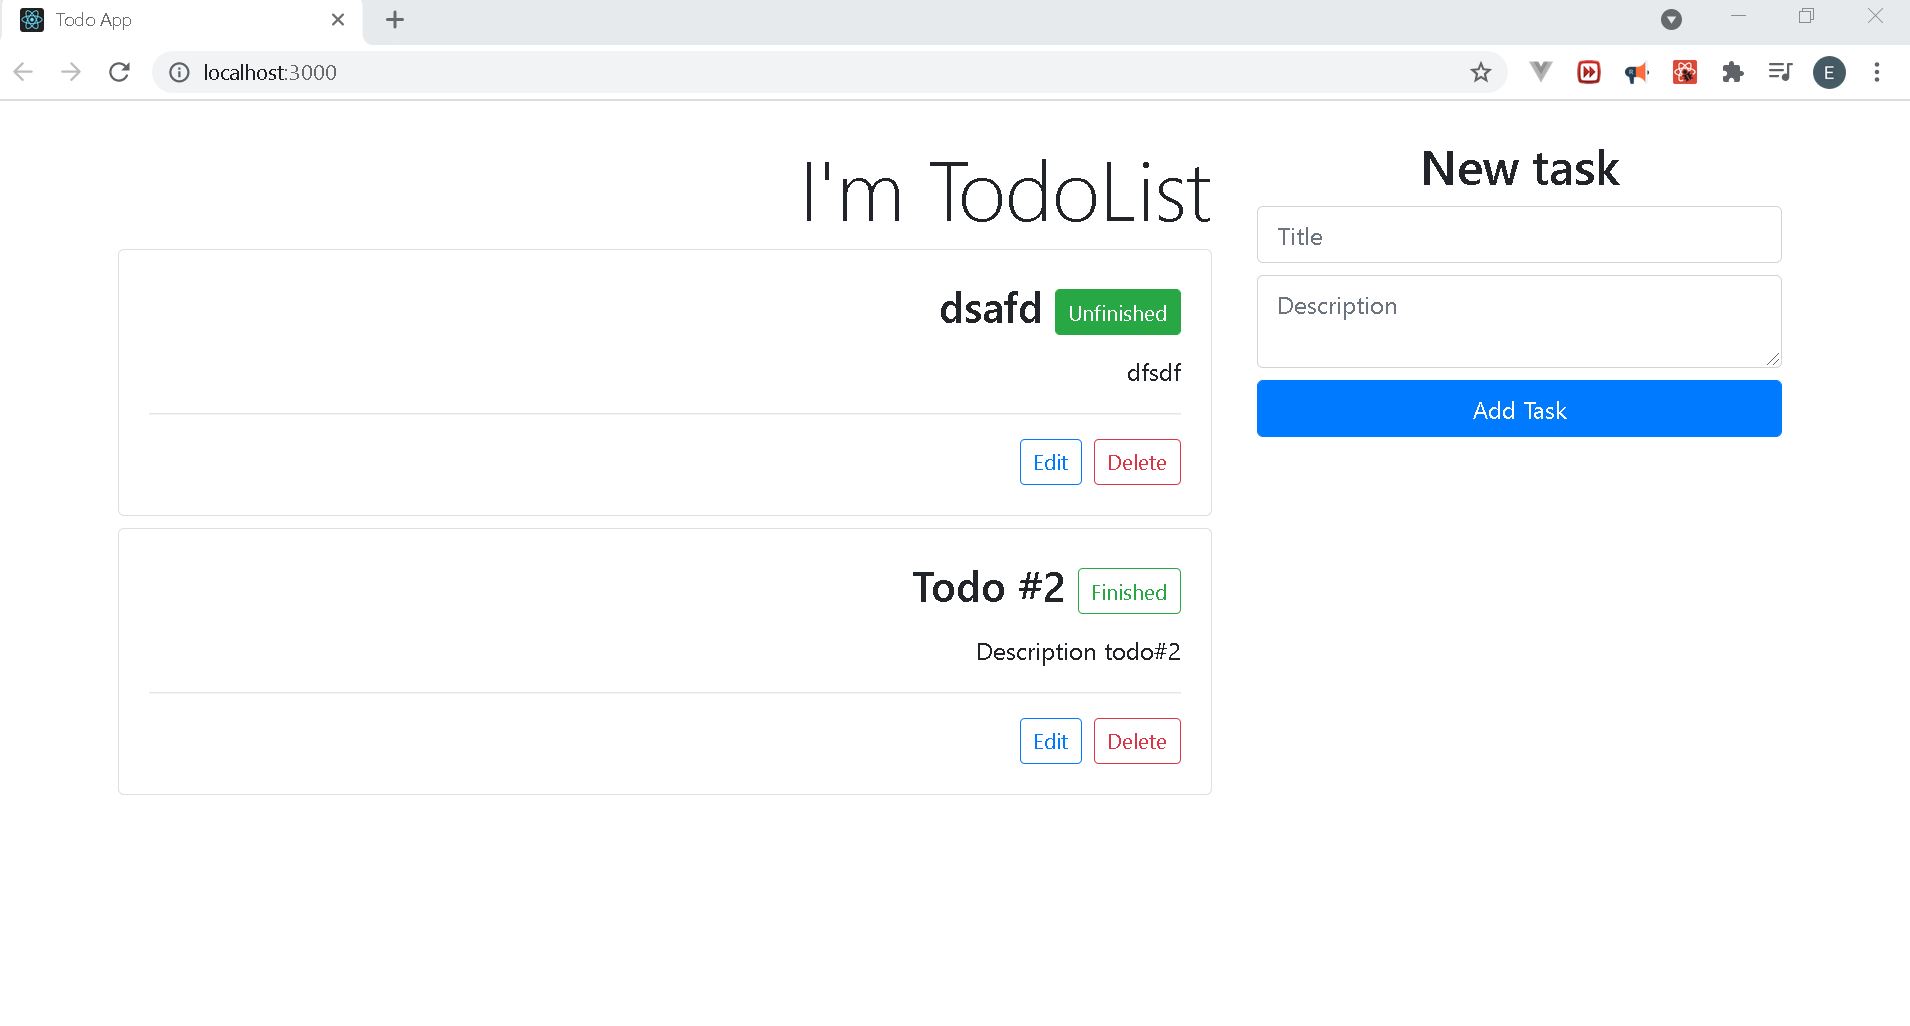 Todo App
localhost:3000
E
I'm TodoList
dsafd Unfinished
dfsdf
Edit Delete
Todo #2 Finished
Description todo#2
Edit Delete
New task
Title
Description
Add Task